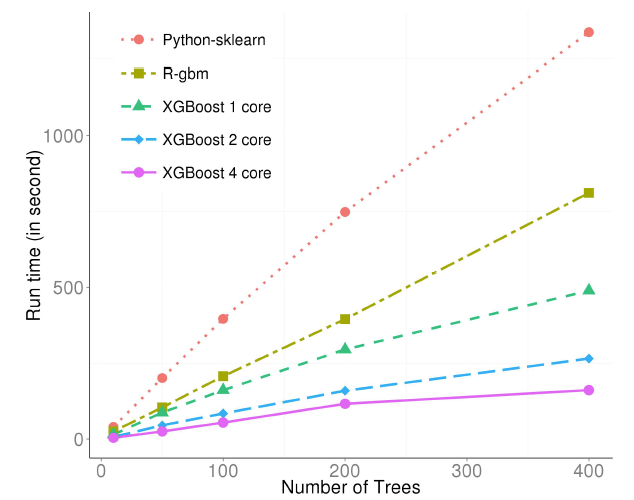 Python-sklearn
R-gbm
XGBoost 1 core
XGBoost 2 core
XGBoost 4 core
Run time (in second)
1000
500
0
0 100 200 300 400
Number of Trees